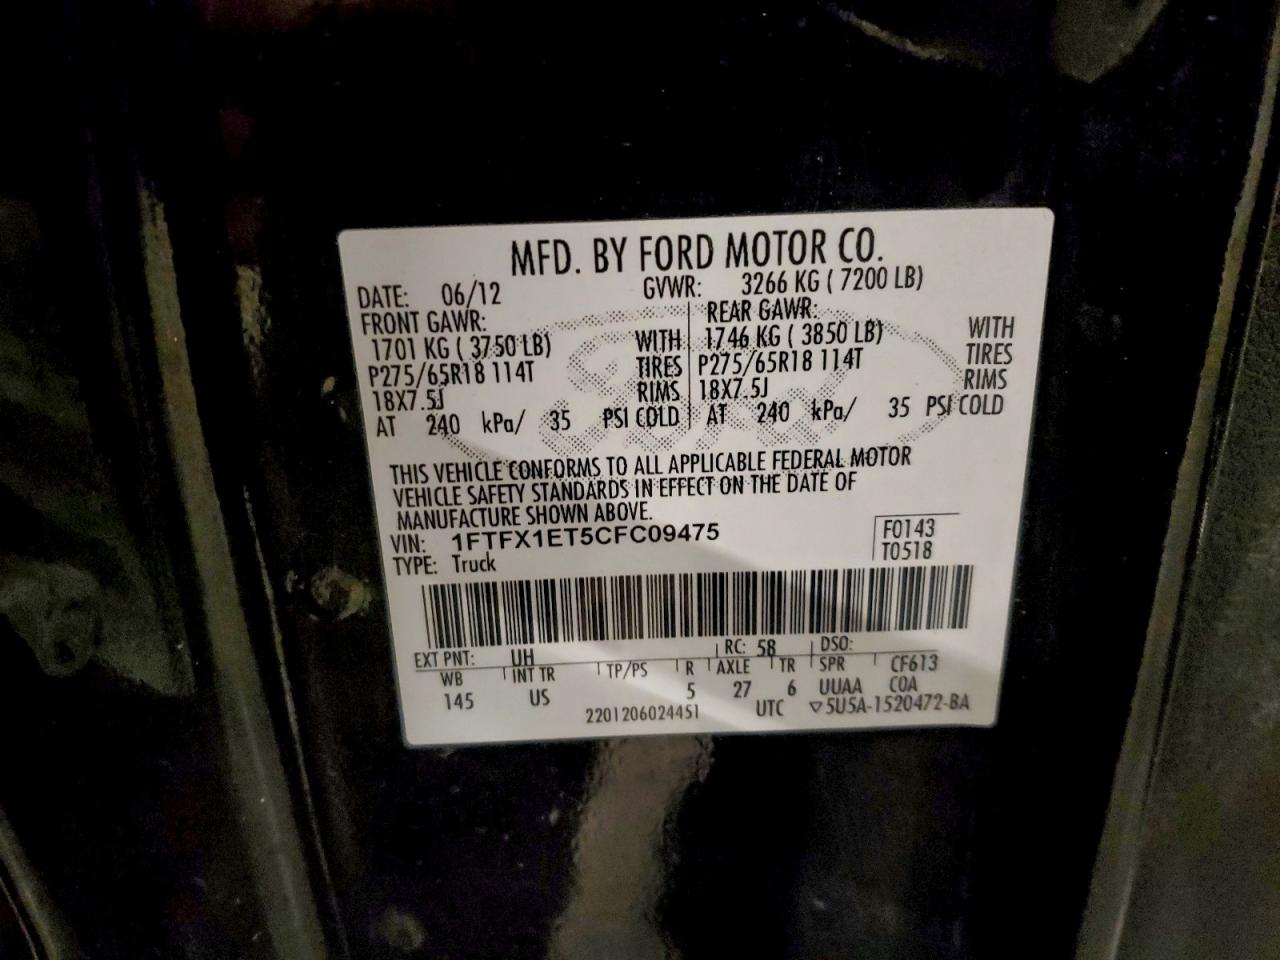 MFD. BY FORD MOTOR CO.
DATE: 06/12 GVWR: 3266 KG ( 7200 LB)
FRONT GAWR: REAR GAWR:
1701 KG ( 3750 LB) WITH 1746 KG ( 3850 LB) WITH
P275/65R18 114T TIRES P275/65R18 114T TIRES
18X7.5J RIMS 18X7.5J RIMS
AT 240 kPa/ 35 PSI COLD AT 240 kPa/ 35 PSI COLD
THIS VEHICLE CONFORMS TO ALL APPLICABLE FEDERAL MOTOR
VEHICLE SAFETY STANDARDS IN EFFECT ON THE DATE OF
MANUFACTURE SHOWN ABOVE.
VIN: 1FTFX1ET5CFC09475 F0143
TYPE: Truck T0518
EXT PNT: UH RC: 58 DSO:
WB INT TR TP/PS R AXLE TR SPR CF613
145 US 5 27 6 UUAA C0A
2201206024451 UTC ▽5U5A-1520472-BA